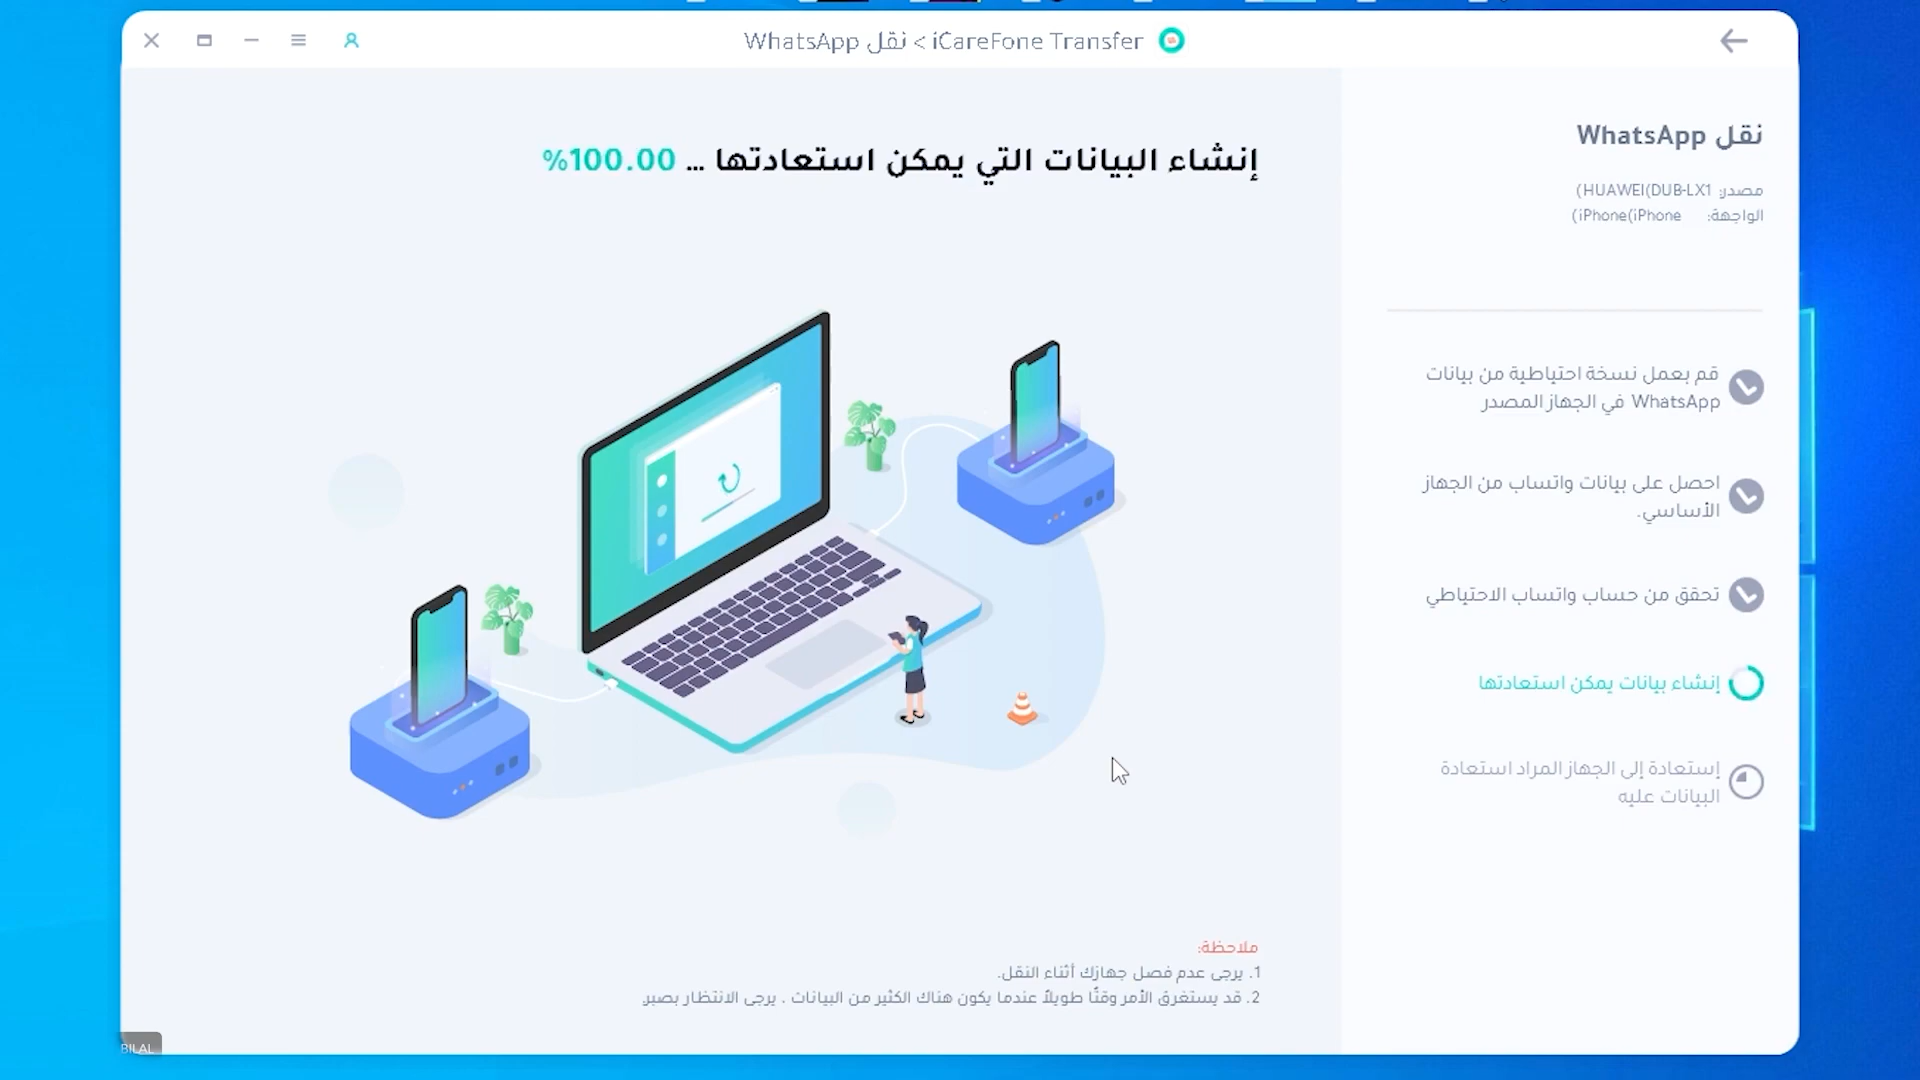 iCareFone Transfer > نقل WhatsApp
نقل WhatsApp
مصدر: HUAWEI(DUB-LX1)
الواجهة: iPhone(iPhone)
إنشاء البيانات التي يمكن استعادتها ... 100.00%
قم بعمل نسخة احتياطية من بيانات
WhatsApp في الجهاز المصدر
احصل على بيانات واتساب من الجهاز
الأساسي.
تحقق من حساب واتساب الاحتياطي
إنشاء بيانات يمكن استعادتها
إستعادة إلى الجهاز المراد استعادة
البيانات عليه
ملاحظة:
1. يرجى عدم فصل جهازك أثناء النقل.
2. قد يستغرق الأمر وقتًا طويلاً عندما يكون هناك الكثير من البيانات . يرجى الانتظار بصبر
BILAL